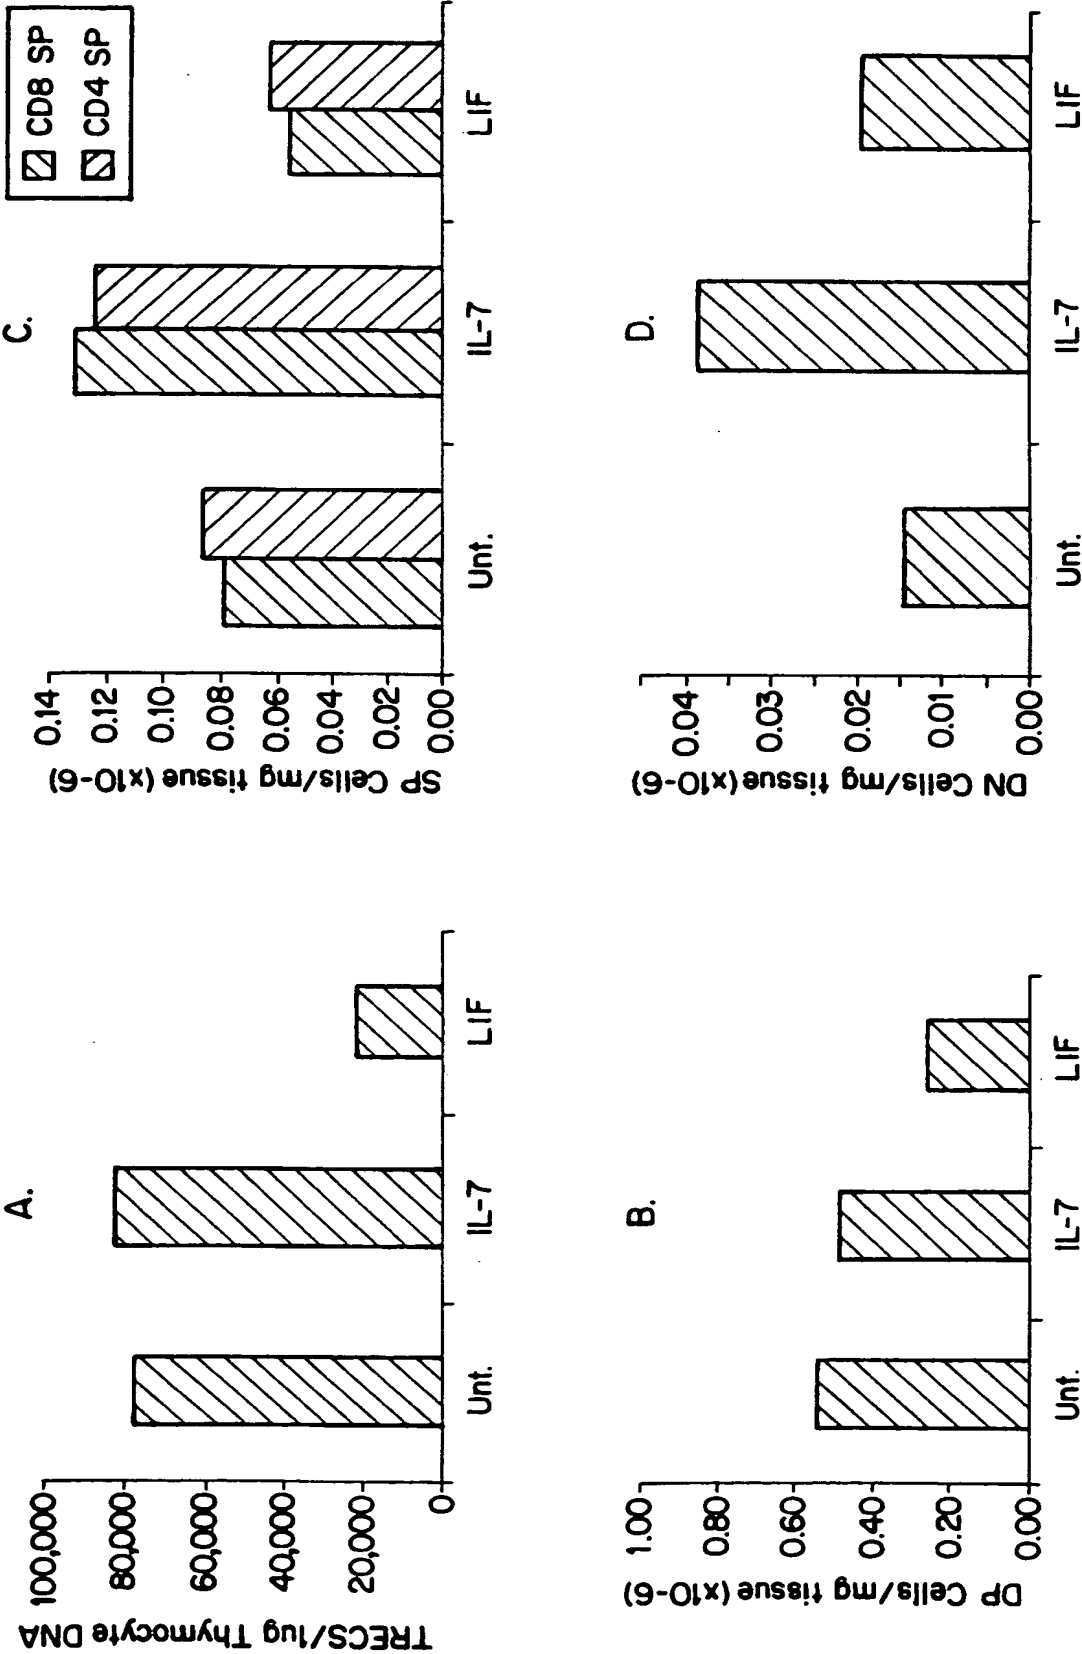 A.
TRECS/1ug Thymocyte DNA
100,000
80,000
60,000
40,000
20,000
0
Unt.
IL-7
LIF
C.
CD8 SP
CD4 SP
SP Cells/mg tissue (x10-6)
0.14
0.12
0.10
0.08
0.06
0.04
0.02
0.00
Unt.
IL-7
LIF
B.
DP Cells/mg tissue (x10-6)
1.00
0.80
0.60
0.40
0.20
0.00
Unt.
IL-7
LIF
D.
DN Cells/mg tissue (x10-6)
0.04
0.03
0.02
0.01
0.00
Unt.
IL-7
LIF